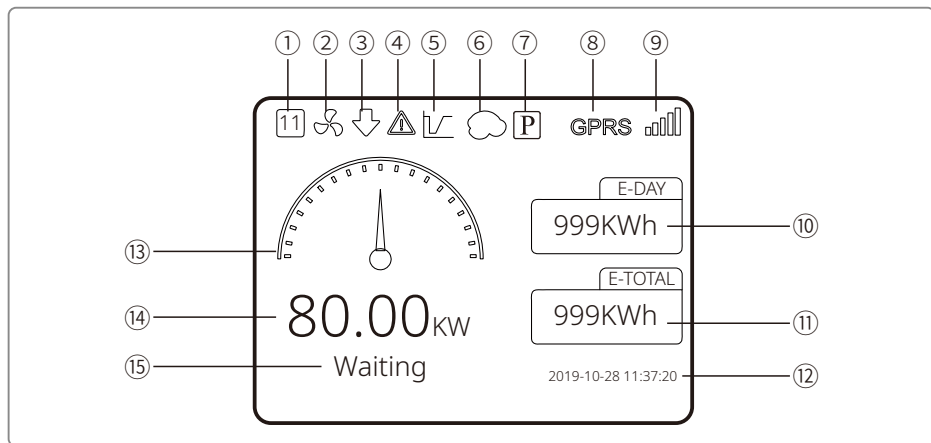 ① ② ③ ④ ⑤ ⑥ ⑦ ⑧ ⑨
11 P GPRS
E-DAY
999KWh ⑩
⑬
E-TOTAL
⑭ 80.00KW 999KWh ⑪
⑮ Waiting 2019-10-28 11:37:20 ⑫